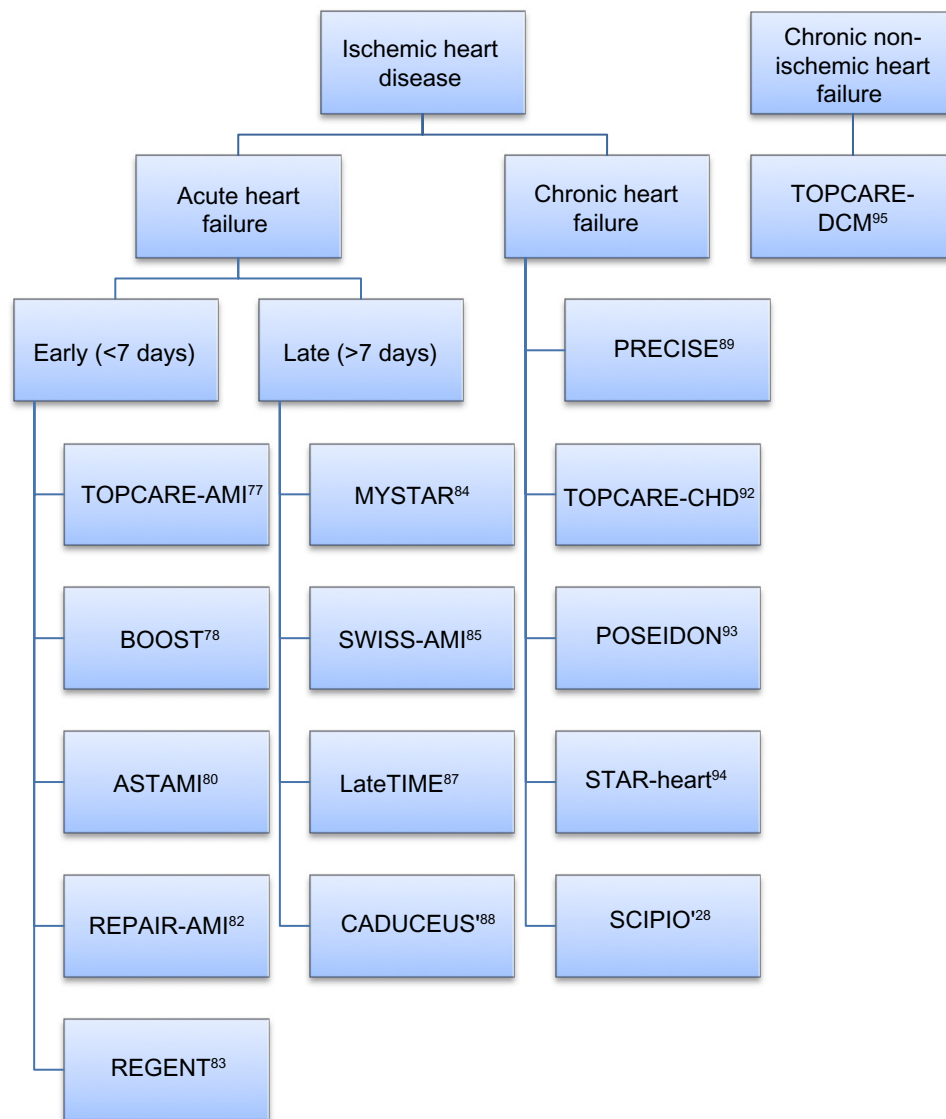 Ischemic heart
disease
Chronic non-
ischemic heart
failure
Acute heart
failure
Chronic heart
failure
TOPCARE-
DCM⁹⁵
Early (<7 days)
Late (>7 days)
PRECISE⁸⁹
TOPCARE-AMI⁷⁷
MYSTAR⁸⁴
TOPCARE-CHD⁹²
BOOST⁷⁸
SWISS-AMI⁸⁵
POSEIDON⁹³
ASTAMI⁸⁰
LateTIME⁸⁷
STAR-heart⁹⁴
REPAIR-AMI⁸²
CADUCEUS'⁸⁸
SCIPIO'²⁸
REGENT⁸³